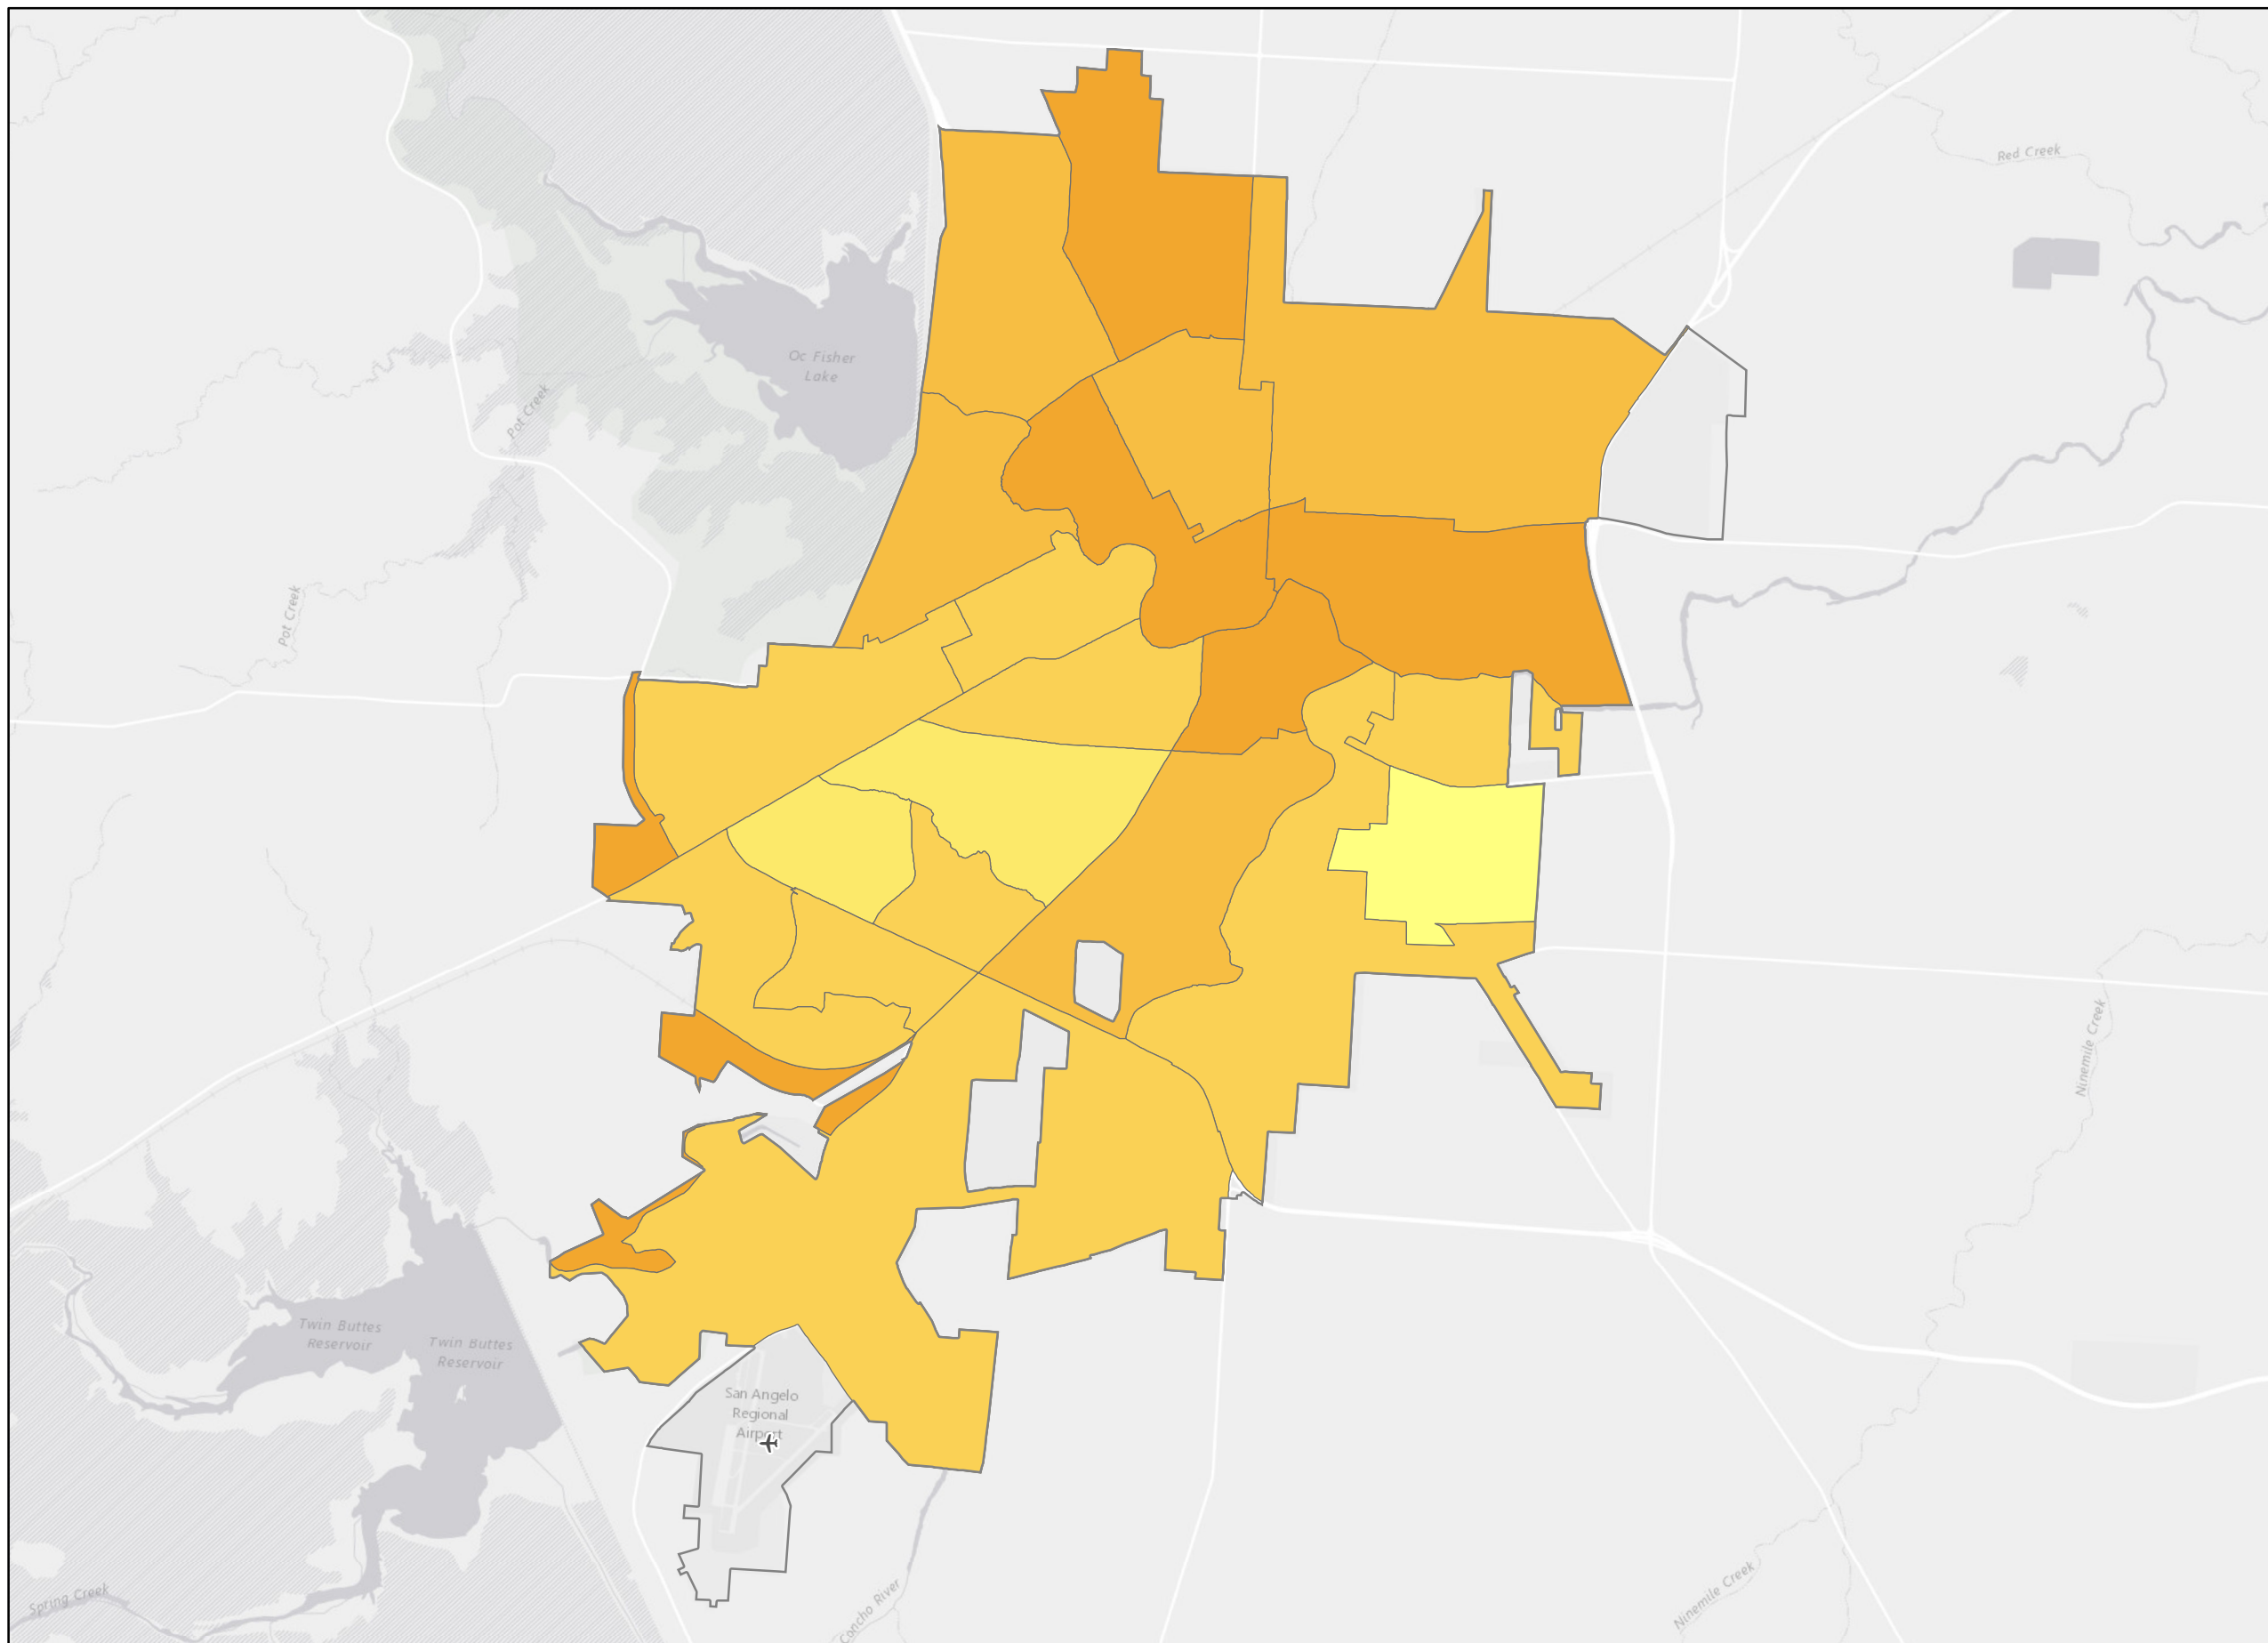 Red Creek
Oc Fisher
Lake
Pot Creek
Pot Creek
Ninemile Creek
Twin Buttes
Reservoir
Twin Buttes
Reservoir
San Angelo
Regional
Airport
Spring Creek
Concho River
Ninemile Creek